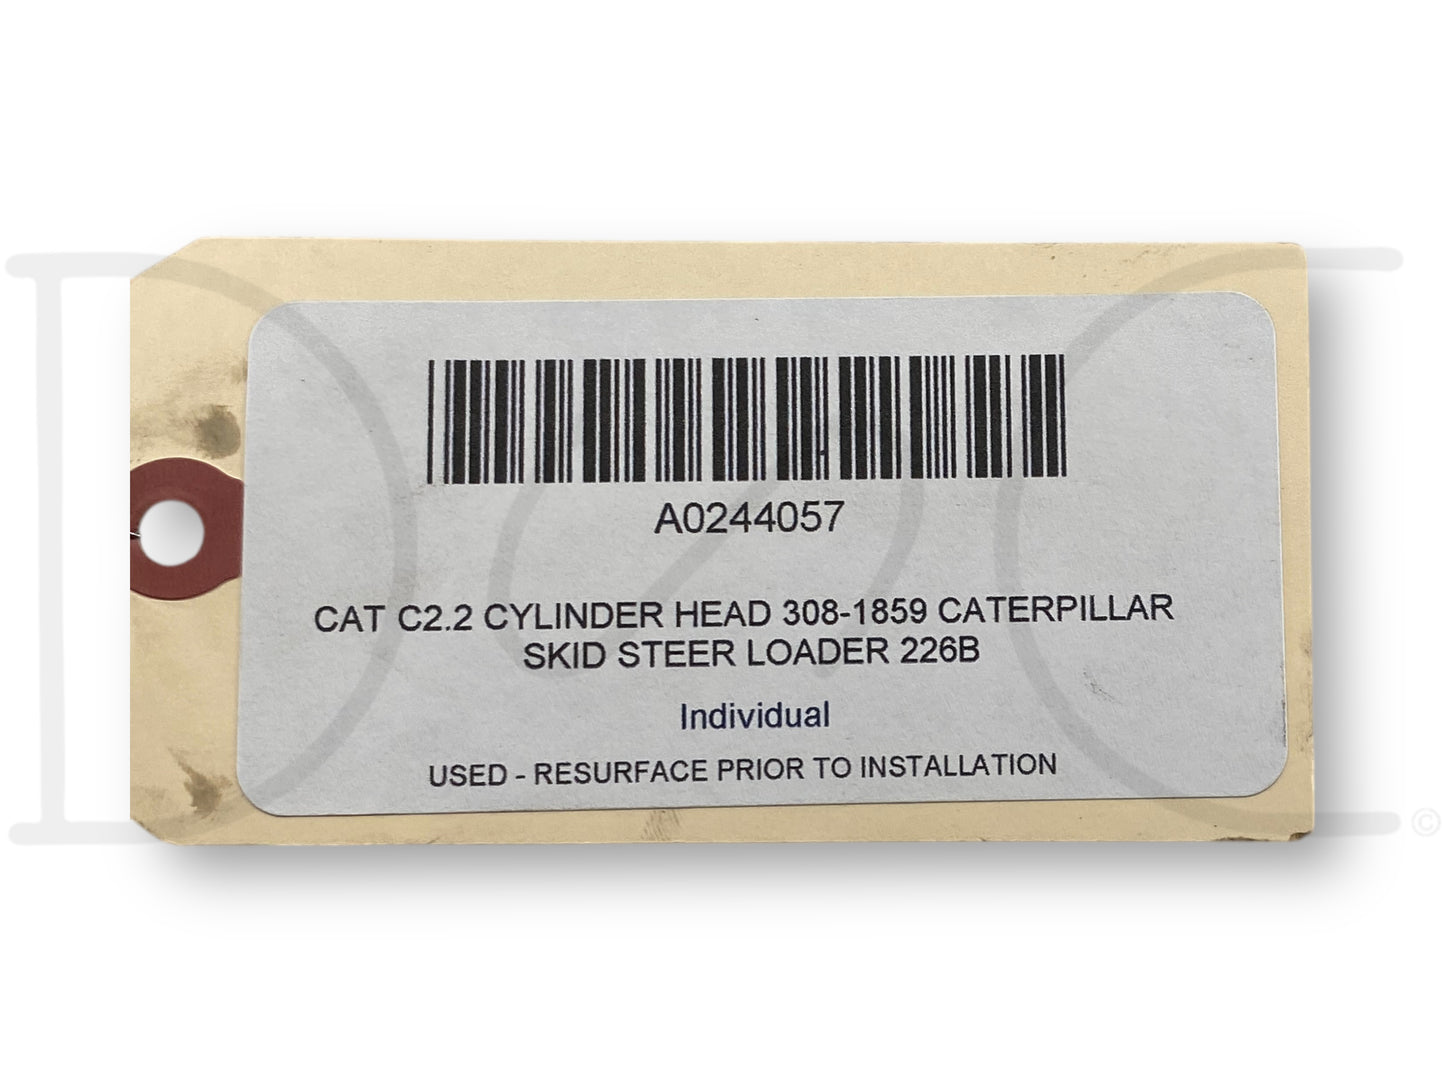 A0244057
CAT C2.2 CYLINDER HEAD 308-1859 CATERPILLAR
SKID STEER LOADER 226B
Individual
USED - RESURFACE PRIOR TO INSTALLATION
D2C
©